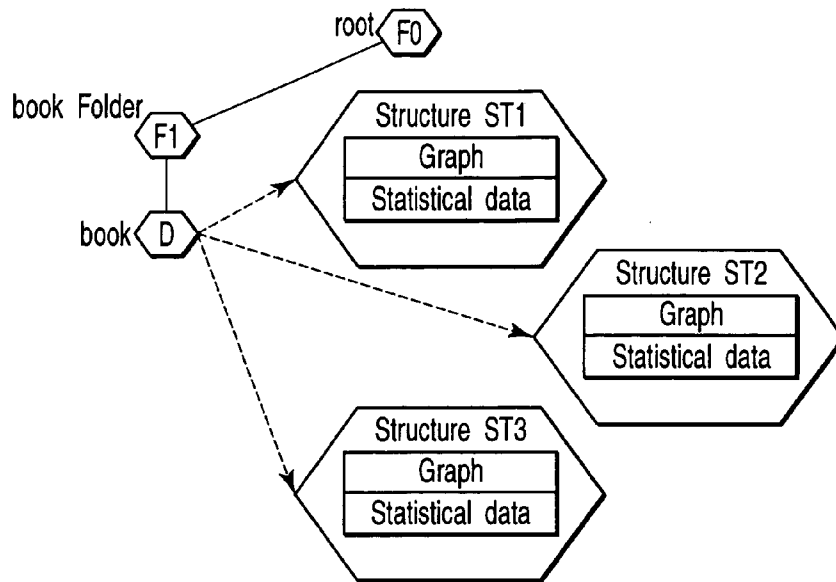 root F0
book Folder
F1
book D
Structure ST1
Graph
Statistical data
Structure ST2
Graph
Statistical data
Structure ST3
Graph
Statistical data